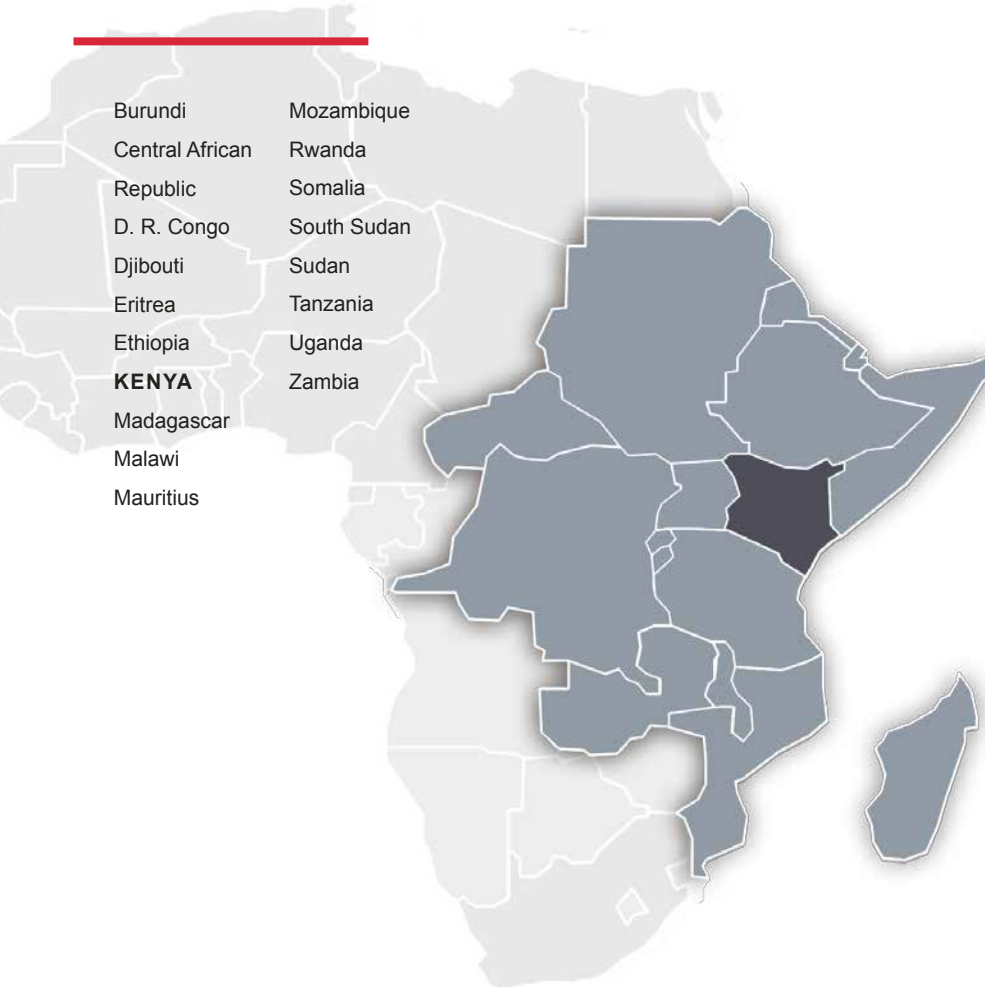 Burundi
Central African
Republic
D. R. Congo
Djibouti
Eritrea
Ethiopia
KENYA
Madagascar
Malawi
Mauritius
Mozambique
Rwanda
Somalia
South Sudan
Sudan
Tanzania
Uganda
Zambia